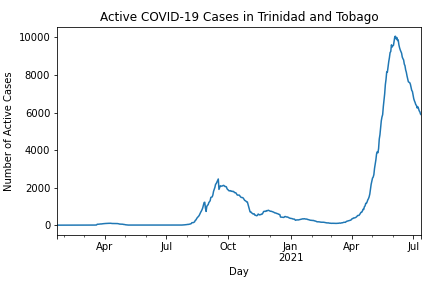 Active COVID-19 Cases in Trinidad and Tobago
10000
8000
6000
4000
2000
0
Number of Active Cases
Apr
Jul
Oct
Jan
2021
Apr
Jul
Day